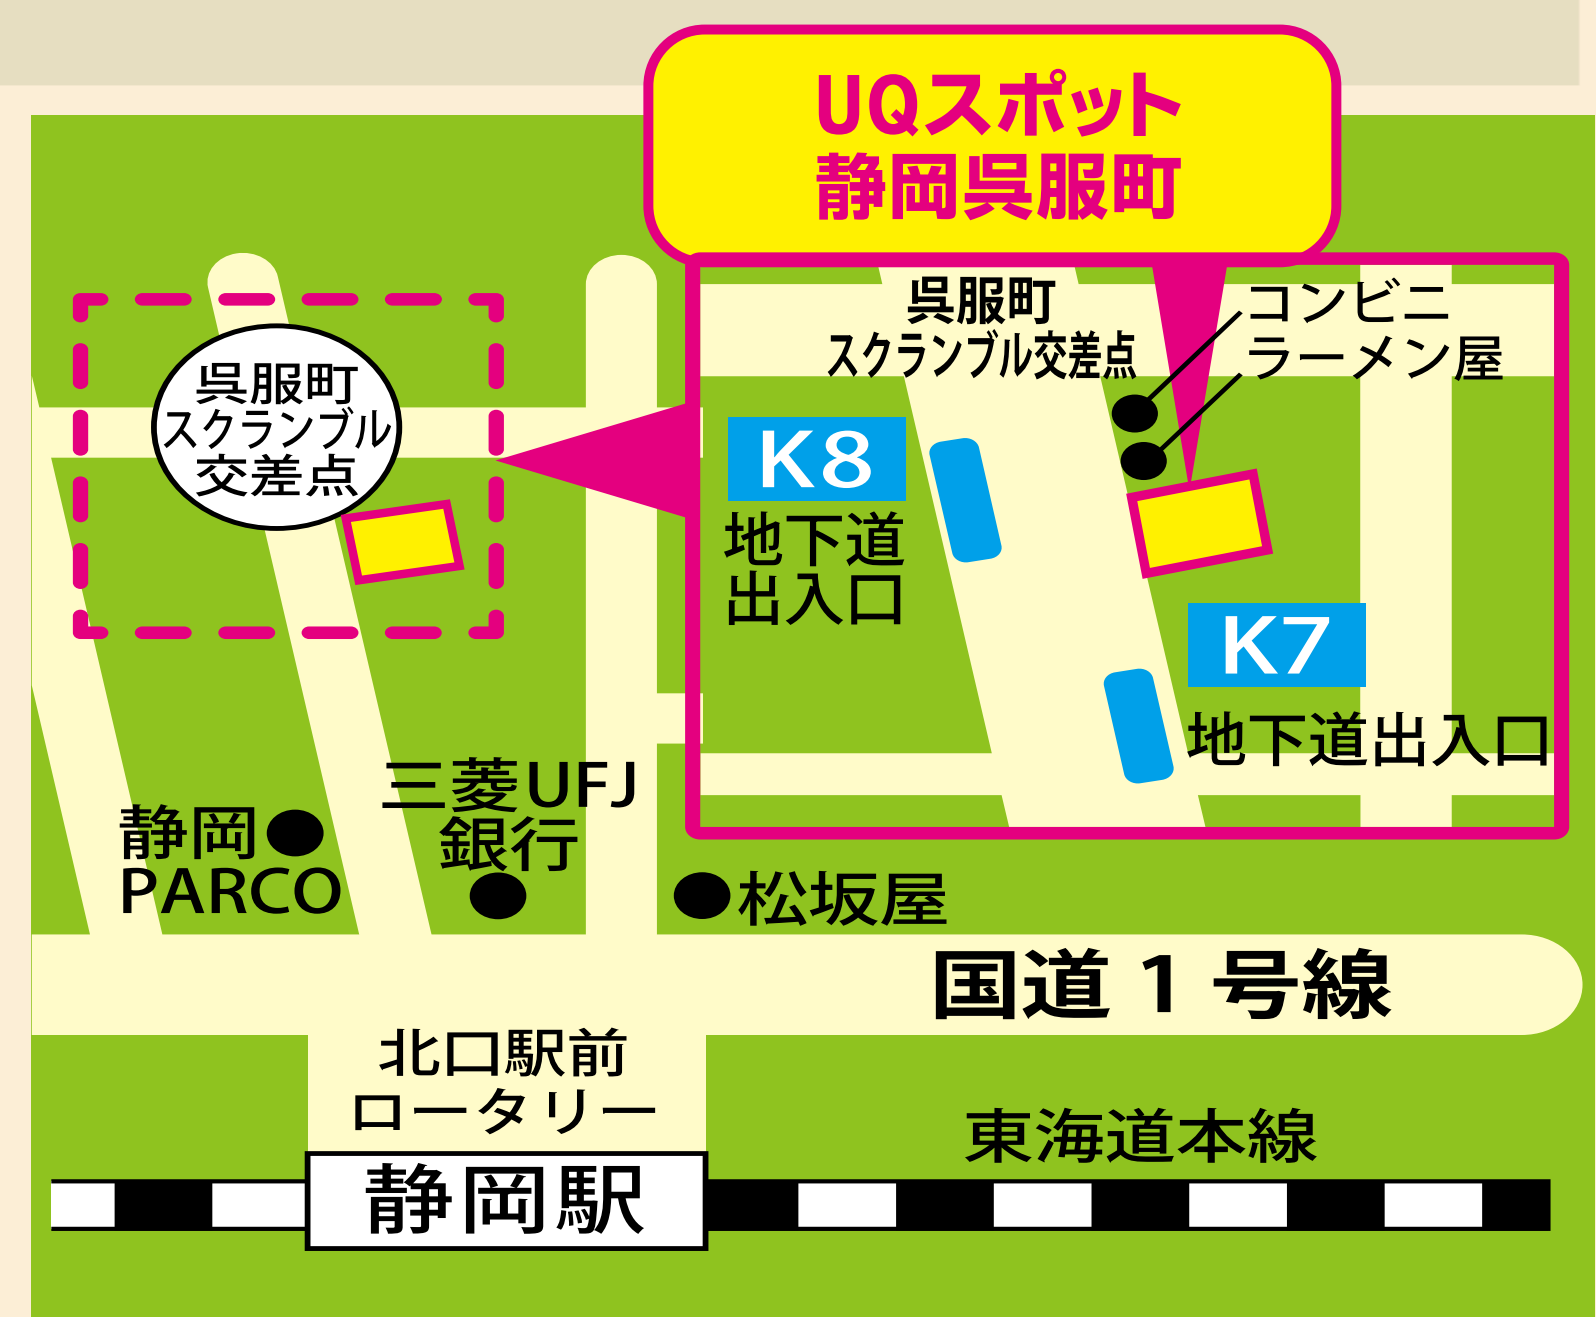 UQスポット
静岡呉服町
呉服町
スクランブル交差点
コンビニ
ラーメン屋
呉服町
スクランブル
交差点
K8
地下道
出入口
K7
地下道出入口
三菱UFJ
銀行
静岡
PARCO
松坂屋
国道1号線
北口駅前
ロータリー
東海道本線
静岡駅